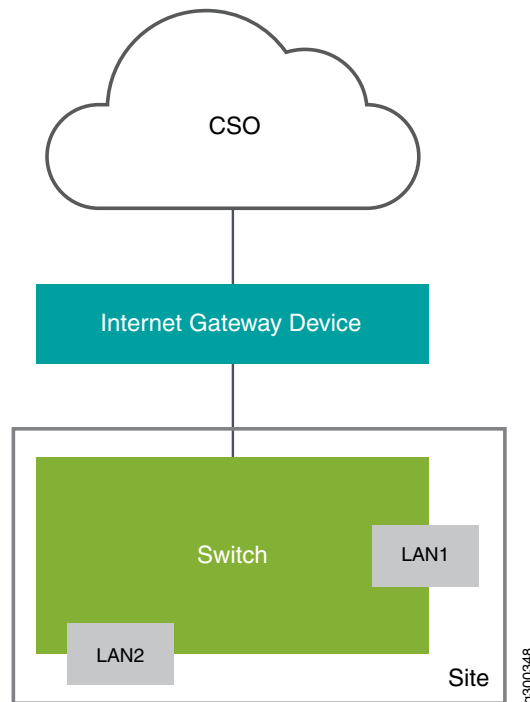 CSO
Internet Gateway Device
Switch
LAN1
LAN2
Site
g300348